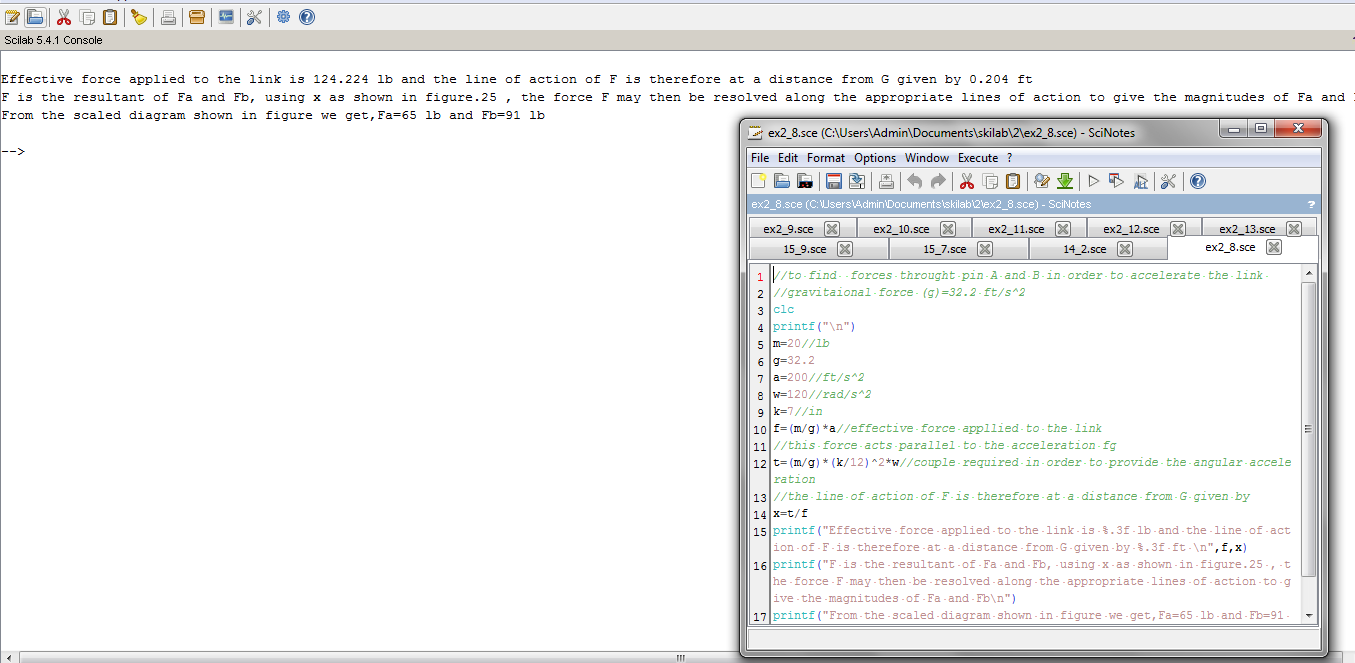 Scilab 5.4.1 Console
Effective force applied to the link is 124.224 lb and the line of action of F is therefore at a distance from G given by 0.204 ft
F is the resultant of Fa and Fb, using x as shown in figure.25 , the force F may then be resolved along the appropriate lines of action to give the magnitudes of Fa and
From the scaled diagram shown in figure we get,Fa=65 lb and Fb=91 lb
-->
ex2_8.sce (C:\Users\Admin\Documents\skilab\2\ex2_8.sce) - SciNotes
File Edit Format Options Window Execute ?
ex2_8.sce (C:\Users\Admin\Documents\skilab\2\ex2_8.sce) - SciNotes ?
ex2_9.sce ex2_10.sce ex2_11.sce ex2_12.sce ex2_13.sce
15_9.sce 15_7.sce 14_2.sce ex2_8.sce
1 //to find  forces throught pin A and B in order to accelerate the link
2 //gravitaional force (g)=32.2 ft/s^2
3 clc
4 printf("\n")
5 m=20//lb
6 g=32.2
7 a=200//ft/s^2
8 w=120//rad/s^2
9 k=7//in
10 f=(m/g)*a//effective force appllied to the link
11 //this force acts parallel to the acceleration fg
12 t=(m/g)*(k/12)^2*w//couple required in order to provide the angular accele
ration
13 //the line of action of F is therefore at a distance from G given by
14 x=t/f
15 printf("Effective force applied to the link is %.3f lb and the line of act
ion of F is therefore at a distance from G given by %.3f ft \n",f,x)
16 printf("F is the resultant of Fa and Fb, using x as shown in figure.25 , t
he force F may then be resolved along the appropriate lines of action to g
ive the magnitudes of Fa and Fb\n")
17 printf("From the scaled diagram shown in figure we get,Fa=65 lb and Fb=91